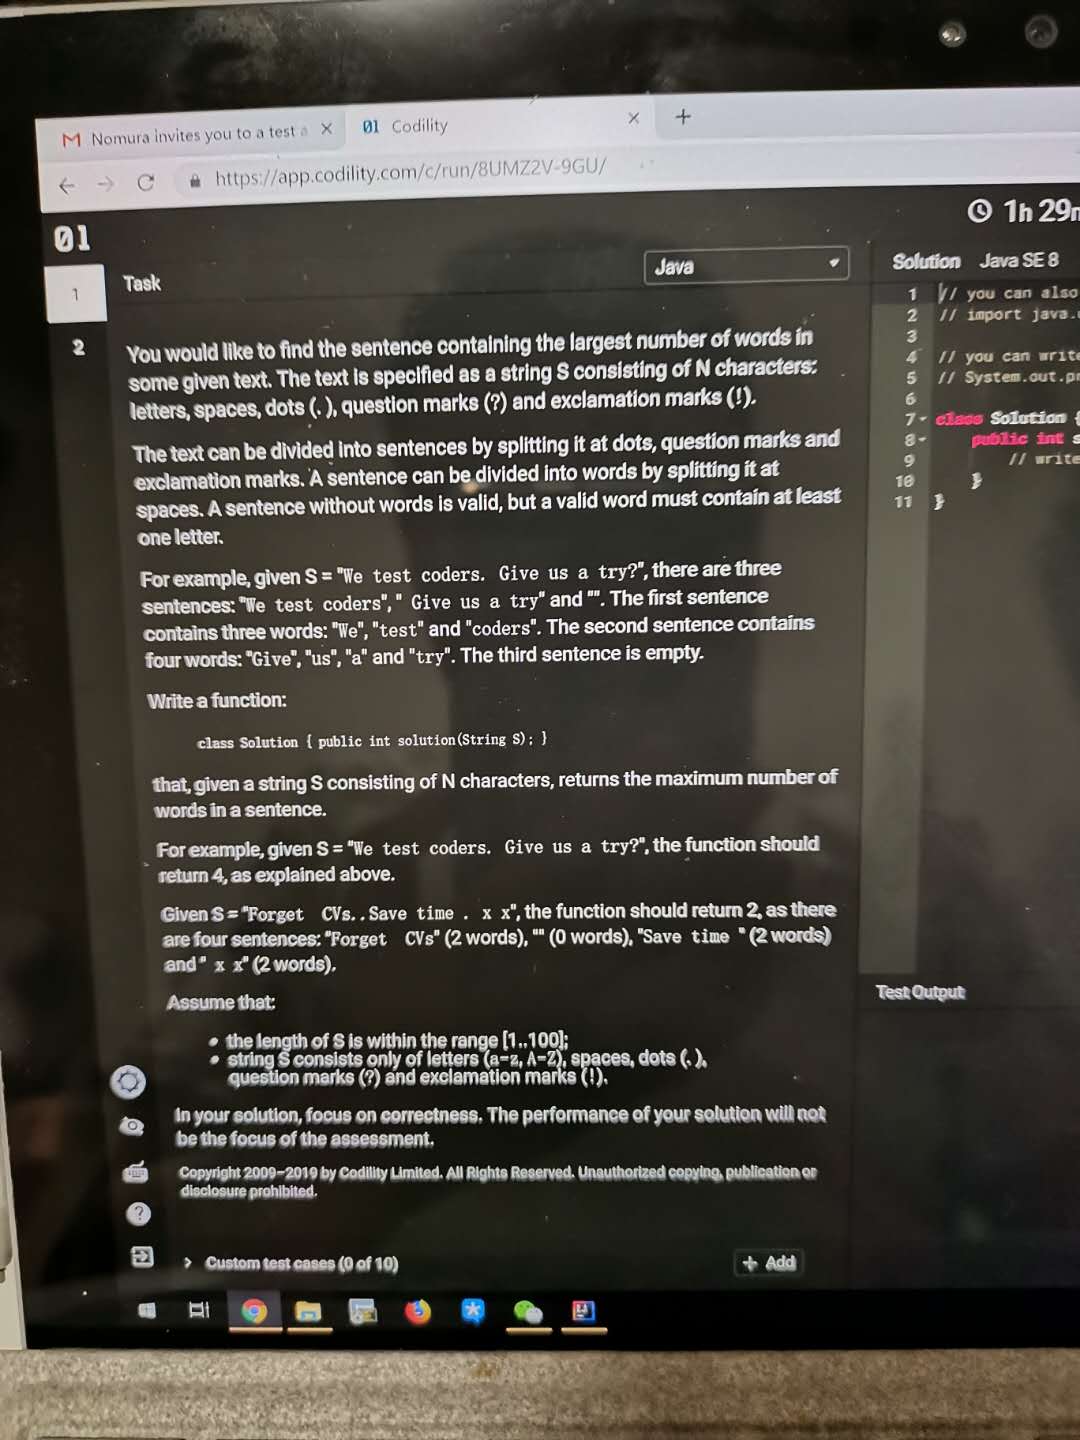 Nomura invites you to a test
Codility
https://app.codility.com/c/run/8UMZ2V-9GU/
01
1h 29m
1
2
Task
Java
Solution Java SE 8
1 // you can also
2 // import java.
3
4 // you can write
5 // System.out.pr
6
7 class Solution {
8 public int s
9 // write
10 }
11 }
You would like to find the sentence containing the largest number of words in
some given text. The text is specified as a string S consisting of N characters:
letters, spaces, dots (.), question marks (?) and exclamation marks (!).
The text can be divided into sentences by splitting it at dots, question marks and
exclamation marks. A sentence can be divided into words by splitting it at
spaces. A sentence without words is valid, but a valid word must contain at least
one letter.
For example, given S = "We test coders. Give us a try?", there are three
sentences: "We test coders", " Give us a try" and "". The first sentence
contains three words: "We", "test" and "coders". The second sentence contains
four words: "Give", "us", "a" and "try". The third sentence is empty.
Write a function:
class Solution { public int solution(String S); }
that, given a string S consisting of N characters, returns the maximum number of
words in a sentence.
For example, given S = "We test coders. Give us a try?", the function should
return 4, as explained above.
Given S = "Forget  CVs..Save time . x x", the function should return 2, as there
are four sentences: "Forget  CVs" (2 words), "" (0 words), "Save time " (2 words)
and " x x" (2 words).
Assume that:
• the length of S is within the range [1..100];
• string S consists only of letters (a-z, A-Z), spaces, dots (.),
question marks (?) and exclamation marks (!).
In your solution, focus on correctness. The performance of your solution will not
be the focus of the assessment.
Copyright 2009–2019 by Codility Limited. All Rights Reserved. Unauthorized copying, publication or
disclosure prohibited.
Test Output
Custom test cases (0 of 10)
+ Add